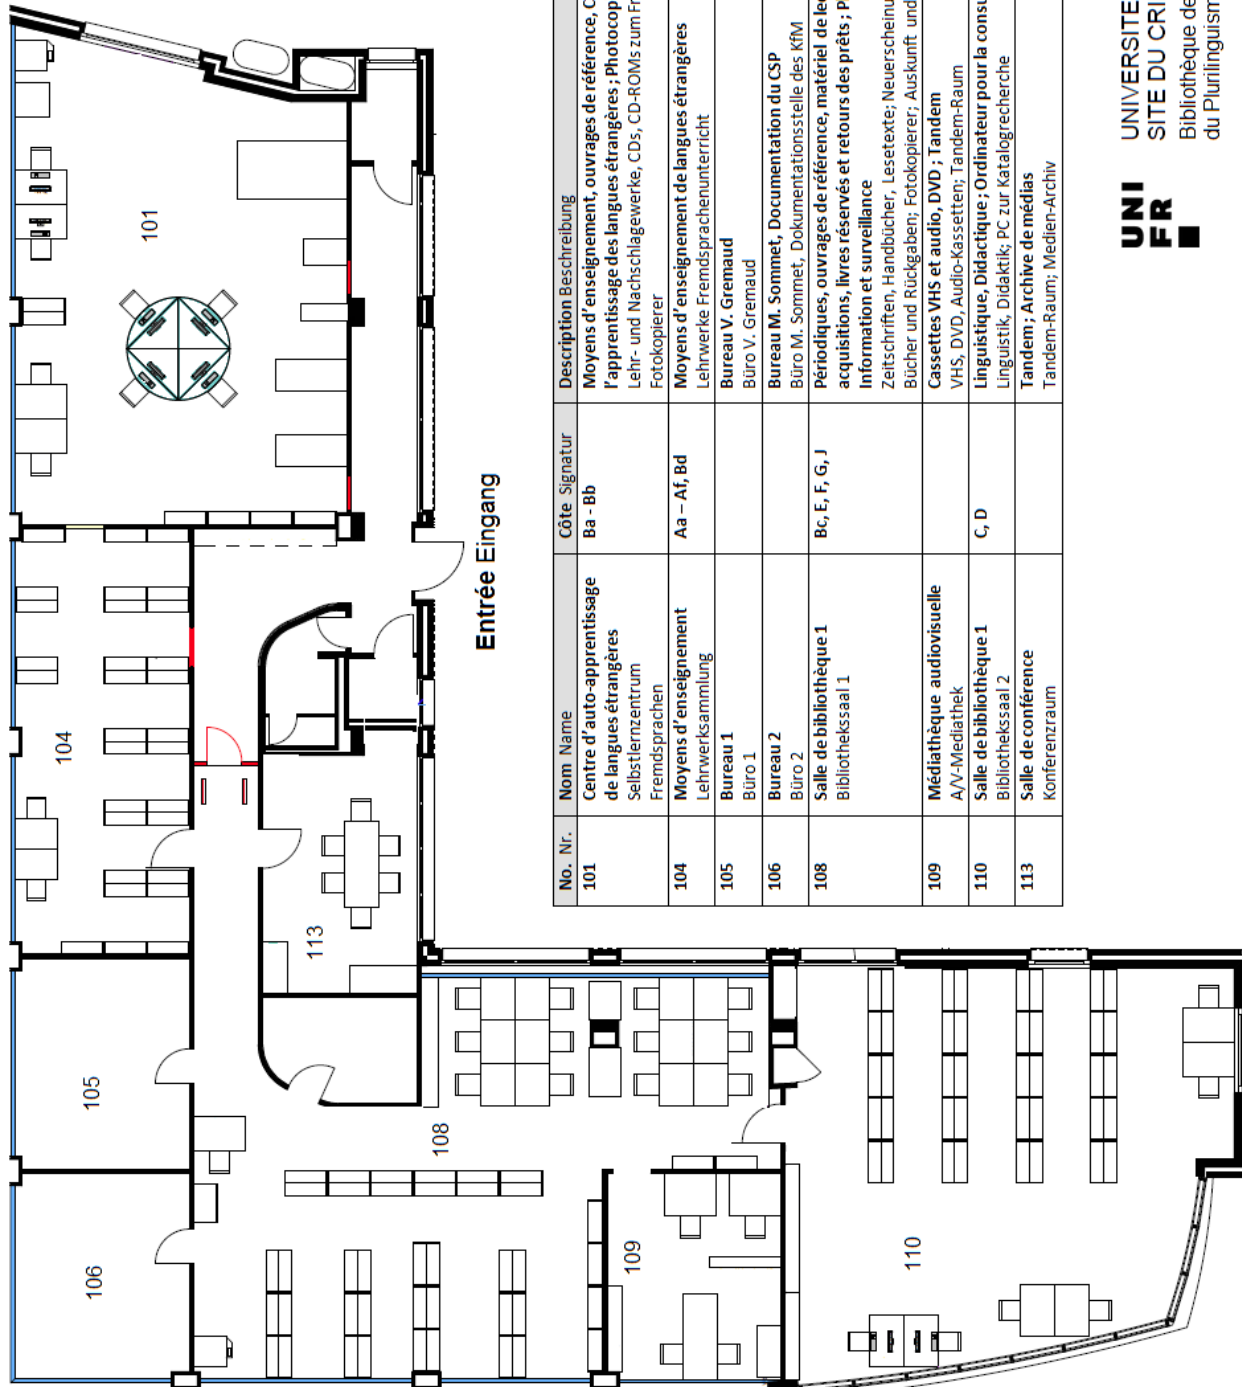 101
104
105
106
108
109
110
113
Entrée Eingang
No. Nr. Nom Name Côte Signatur Description Beschreibung
101 Centre d'auto-apprentissage Ba - Bb Moyens d'enseignement, ouvrages de référence, C
de langues étrangères l'apprentissage des langues étrangères ; Photocop
Selbstlernzentrum Lehr- und Nachschlagewerke, CDs, CD-ROMs zum Fr
Fremdsprachen Fotokopierer
104 Moyens d'enseignement Aa – Af, Bd Moyens d'enseignement de langues étrangères
Lehrwerksammlung Lehrwerke Fremdsprachenunterricht
105 Bureau 1 Bureau V. Gremaud
Büro 1 Büro V. Gremaud
106 Bureau 2 Bureau M. Sommet, Documentation du CSP
Büro 2 Büro M. Sommet, Dokumentationsstelle des KfM
108 Salle de bibliothèque 1 Bc, E, F, G, J Périodiques, ouvrages de référence, matériel de lec
Bibliothekssaal 1 acquisitions, livres réservés et retours des prêts ; P
Information et surveillance
Zeitschriften, Handbücher, Lesetexte; Neuerscheinu
Bücher und Rückgaben; Fotokopierer; Auskunft und
109 Médiathèque audiovisuelle Cassettes VHS et audio, DVD ; Tandem
A/V-Mediathek VHS, DVD, Audio-Kassetten; Tandem-Raum
110 Salle de bibliothèque 1 C, D Linguistique, Didactique ; Ordinateur pour la consu
Bibliothekssaal 2 Linguistik, Didaktik; PC zur Katalogrecherche
113 Salle de conférence Tandem ; Archive de médias
Konferenzraum Tandem-Raum; Medien-Archiv
UNI
FR
UNIVERSITE
SITE DU CRI
Bibliothèque de
du Plurilinguism